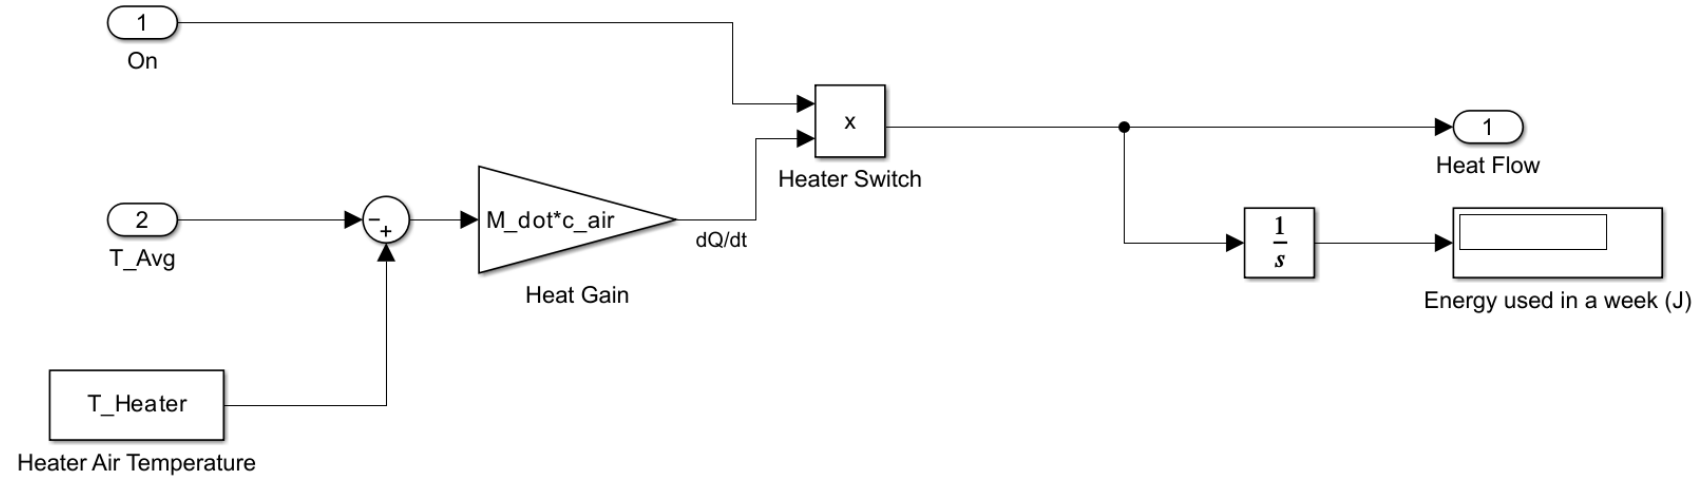 1
On
x
Heater Switch
1
Heat Flow
2
T_Avg
−
+
M_dot*c_air
dQ/dt
Heat Gain
1
s
Energy used in a week (J)
T_Heater
Heater Air Temperature